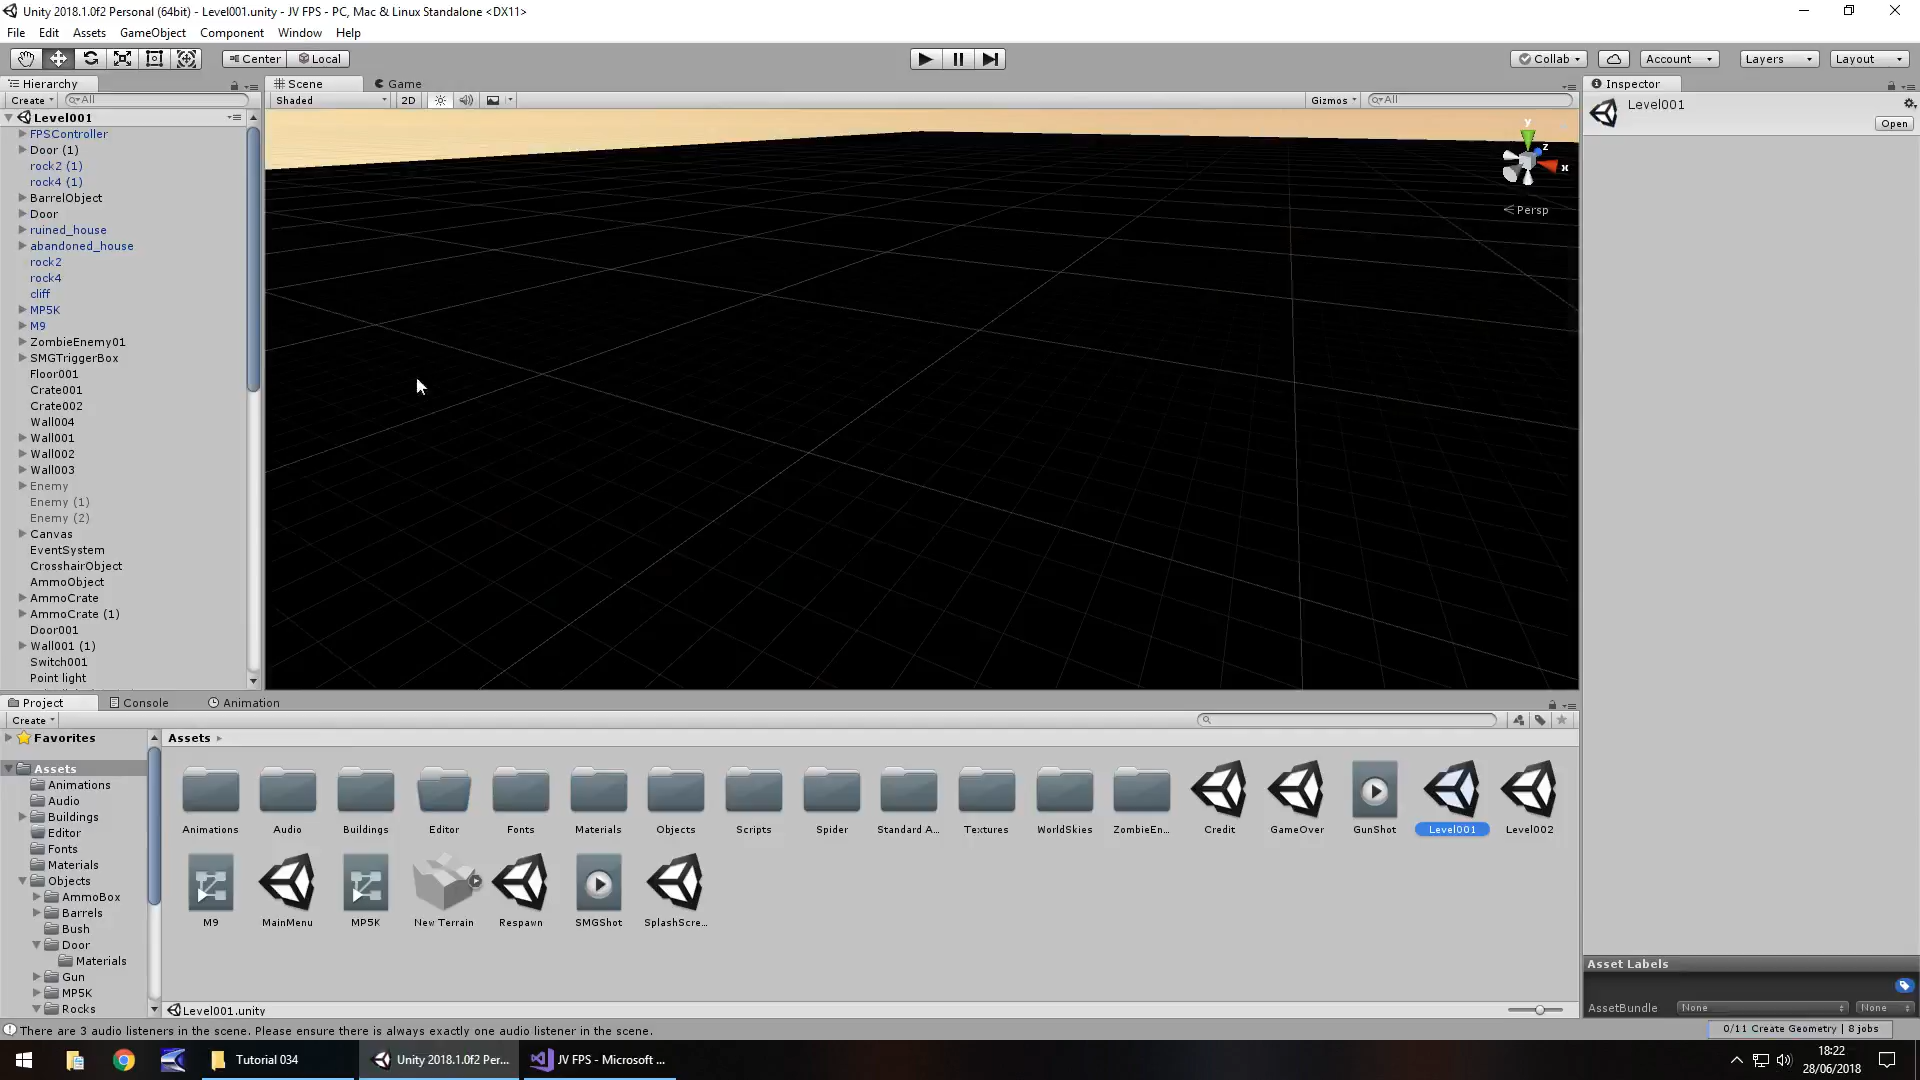 Unity 2018.1.0f2 Personal (64bit) - Level001.unity - JV FPS - PC, Mac & Linux Standalone <DX11>
File Edit Assets GameObject Component Window Help
Center Local
Collab Account Layers Layout
Hierarchy
Create All
Level001
FPSController
Door (1)
rock2 (1)
rock4 (1)
BarrelObject
Door
ruined_house
abandoned_house
rock2
rock4
cliff
MP5K
M9
ZombieEnemy01
SMGTriggerBox
Floor001
Crate001
Crate002
Wall004
Wall001
Wall002
Wall003
Enemy
Enemy (1)
Enemy (2)
Canvas
EventSystem
CrosshairObject
AmmoObject
AmmoCrate
AmmoCrate (1)
Door001
Wall001 (1)
Switch001
Point light
Scene Game
Shaded 2D Gizmos All
y
z
x
Persp
Inspector
Level001
Open
Project Console Animation
Create
Favorites
Assets
Animations
Audio
Buildings
Editor
Fonts
Materials
Objects
AmmoBox
Barrels
Bush
Door
Materials
Gun
MP5K
Rocks
Assets
Animations Audio Buildings Editor Fonts Materials Objects Scripts Spider Standard A... Textures WorldSkies ZombieEn... Credit GameOver GunShot Level001 Level002
M9 MainMenu MP5K New Terrain Respawn SMGShot SplashScre...
Level001.unity
Asset Labels
AssetBundle None None
There are 3 audio listeners in the scene. Please ensure there is always exactly one audio listener in the scene.
0/11 Create Geometry | 8 jobs
Tutorial 034
Unity 2018.1.0f2 Per...
JV FPS - Microsoft ...
18:22
28/06/2018